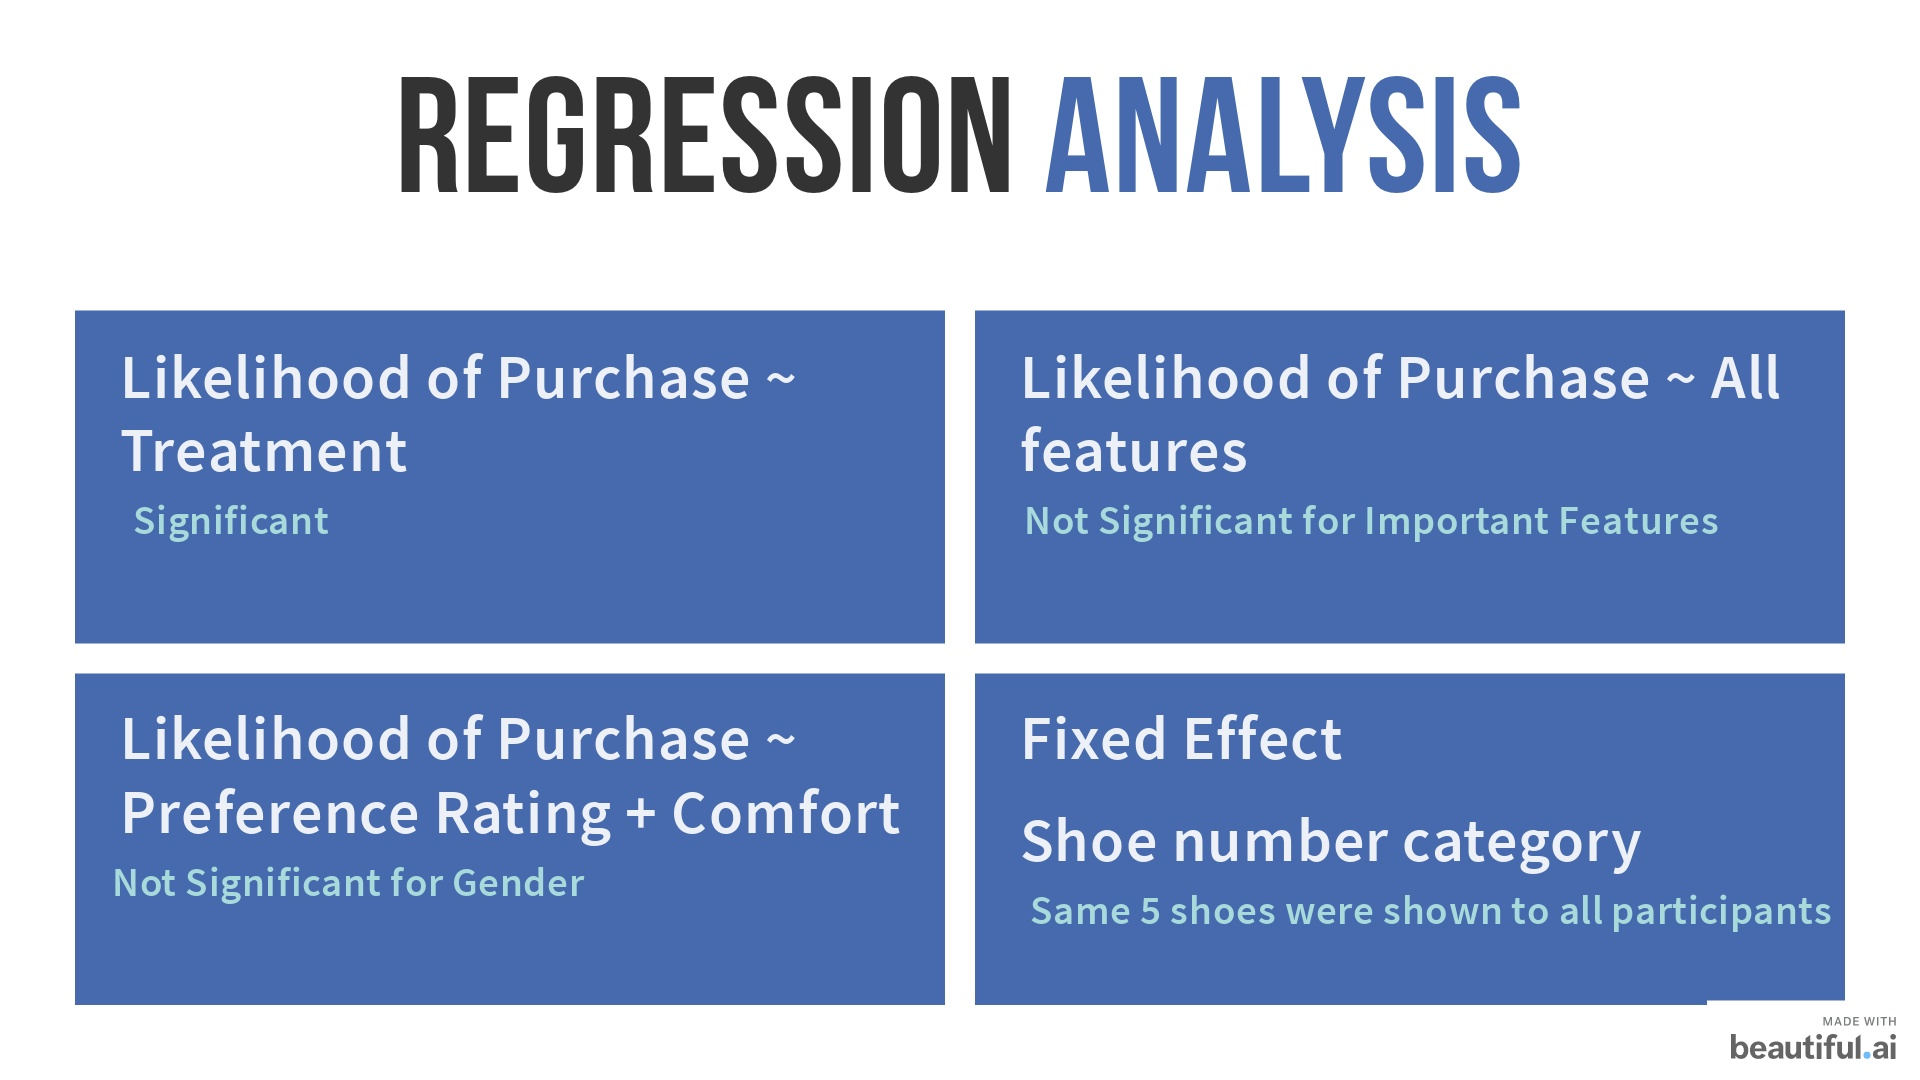 REGRESSION ANALYSIS
Likelihood of Purchase ~
Treatment
Significant
Likelihood of Purchase ~ All
features
Not Significant for Important Features
Likelihood of Purchase ~
Preference Rating + Comfort
Not Significant for Gender
Fixed Effect
Shoe number category
Same 5 shoes were shown to all participants
MADE WITH
beautiful.ai